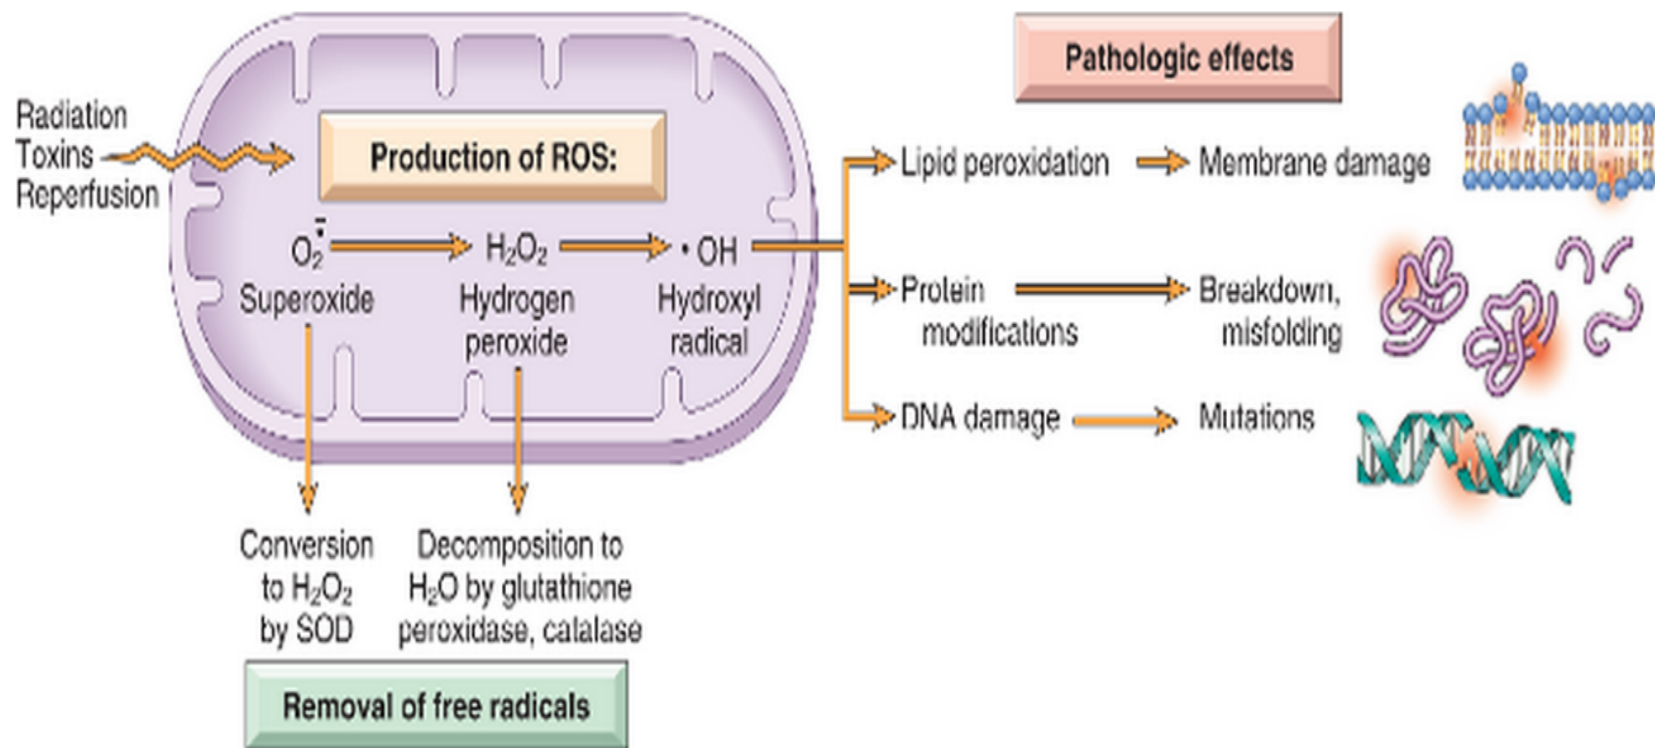 Pathologic effects
Radiation
Toxins
Reperfusion
Production of ROS:
O₂•̄
H₂O₂
• OH
Superoxide
Hydrogen
peroxide
Hydroxyl
radical
Lipid peroxidation
Membrane damage
Protein
modifications
Breakdown,
misfolding
DNA damage
Mutations
Conversion
to H₂O₂
by SOD
Decomposition to
H₂O by glutathione
peroxidase, calalase
Removal of free radicals